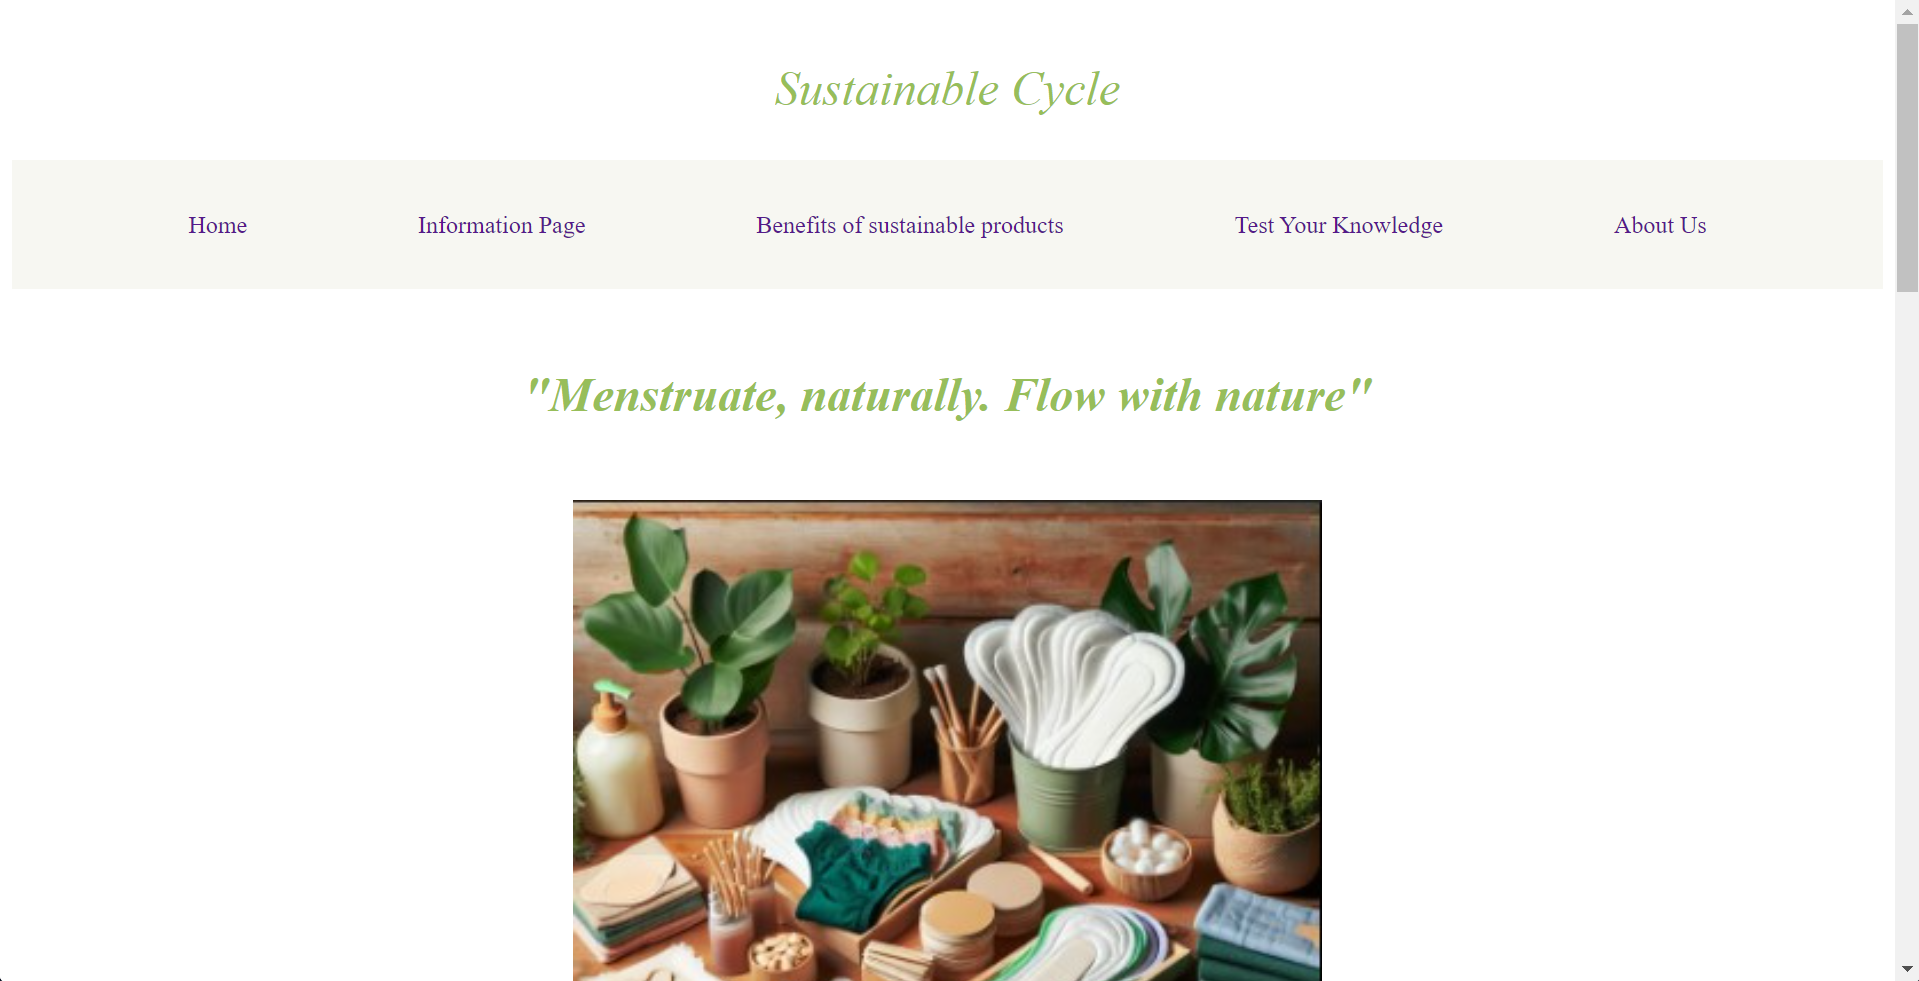 Sustainable Cycle
Home Information Page Benefits of sustainable products Test Your Knowledge About Us
"Menstruate, naturally. Flow with nature"